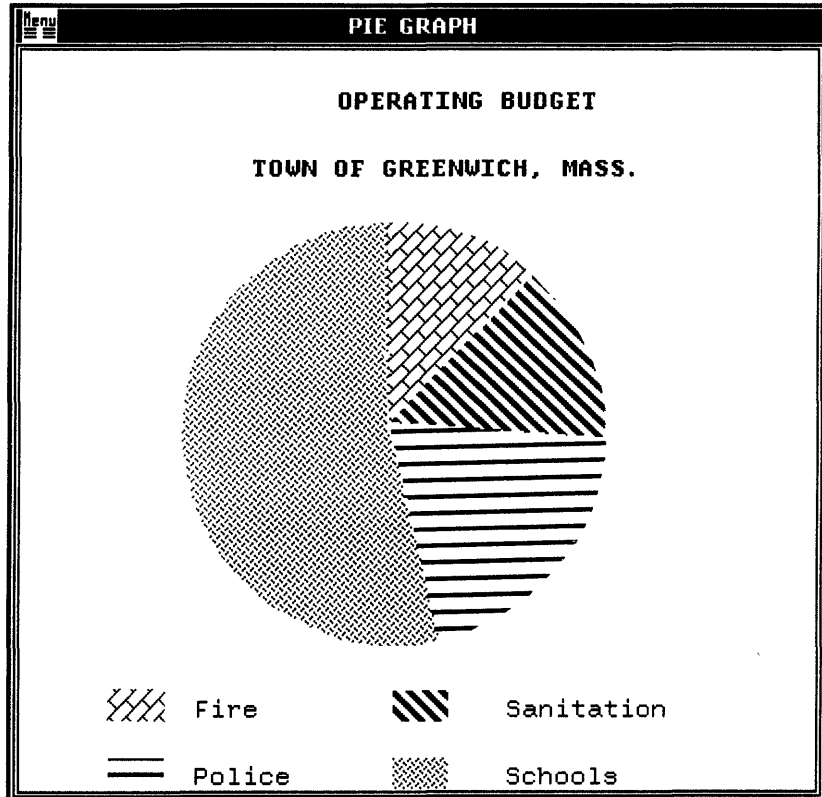 Menu PIE GRAPH
OPERATING BUDGET
TOWN OF GREENWICH, MASS.
Fire Sanitation
Police Schools